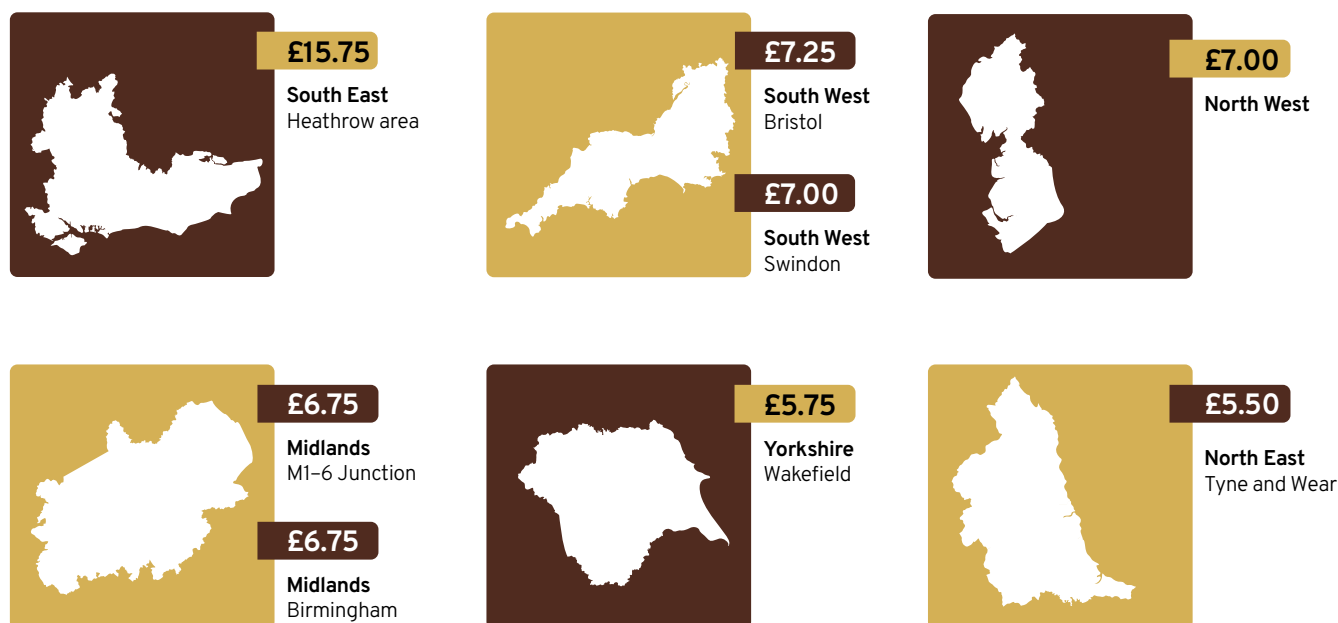 £15.75
South East
Heathrow area
£7.25
South West
Bristol
£7.00
South West
Swindon
£7.00
North West
£6.75
Midlands
M1–6 Junction
£6.75
Midlands
Birmingham
£5.75
Yorkshire
Wakefield
£5.50
North East
Tyne and Wear